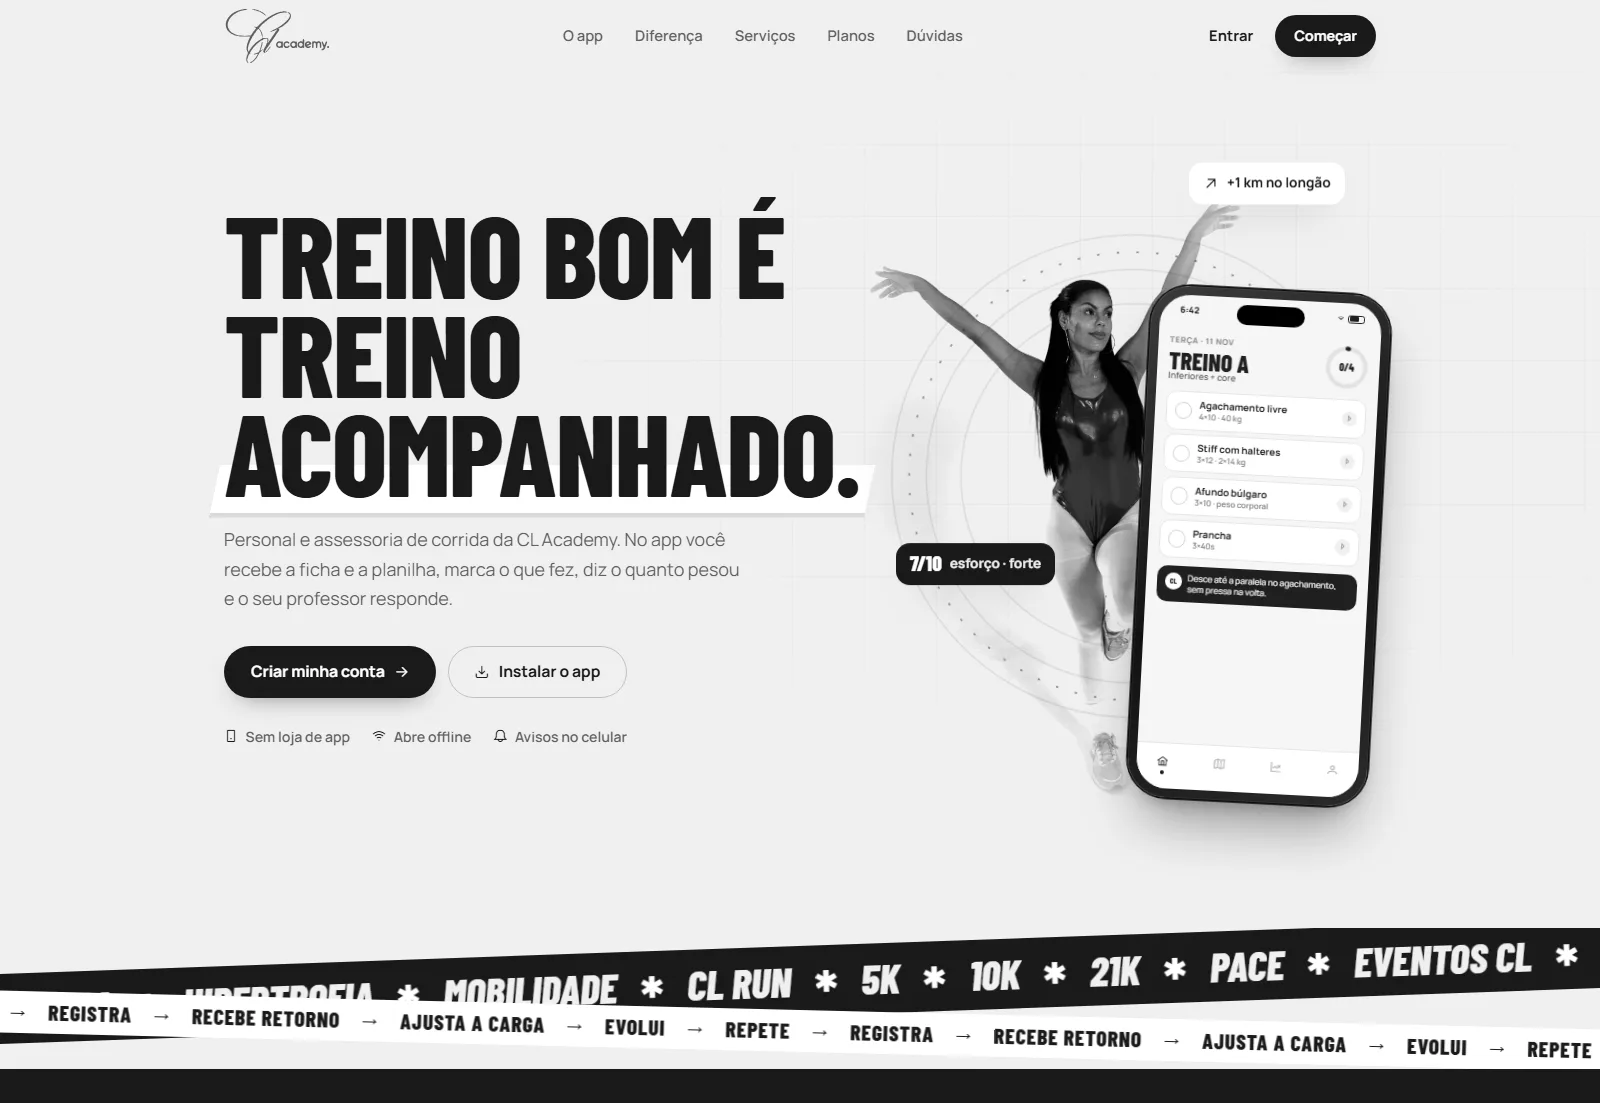 CL academy.
O app Diferença Serviços Planos Dúvidas
Entrar Começar
+1 km no longão
TREINO BOM É
TREINO
ACOMPANHADO.
Personal e assessoria de corrida da CL Academy. No app você
recebe a ficha e a planilha, marca o que fez, diz o quanto pesou
e o seu professor responde.
Criar minha conta → Instalar o app
Sem loja de app Abre offline Avisos no celular
7/10 esforço · forte
6:42
TERÇA · 11 NOV
TREINO A
Inferiores + core
0/4
Agachamento livre
4×10 · 40 kg
Stiff com halteres
3×12 · 2×14 kg
Afundo búlgaro
3×10 · peso corporal
Prancha
3×40s
CL
Desce até a paralela no agachamento,
sem pressa na volta.
HIPERTROFIA * MOBILIDADE * CL RUN * 5K * 10K * 21K * PACE * EVENTOS CL *
→ REGISTRA → RECEBE RETORNO → AJUSTA A CARGA → EVOLUI → REPETE → REGISTRA → RECEBE RETORNO → AJUSTA A CARGA → EVOLUI → REPETE